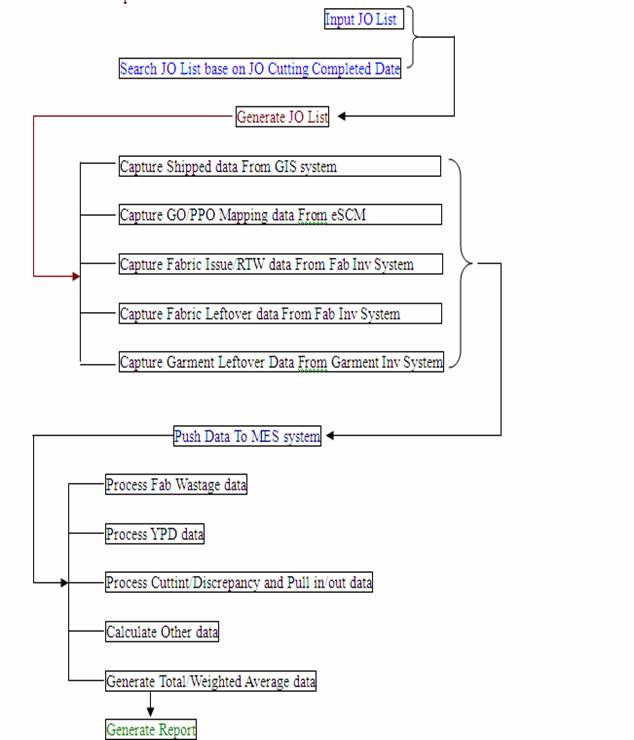 Input JO List
Search JO List base on JO Cutting Completed Date
Generate JO List
Capture Shipped data From GIS system
Capture GO/PPO Mapping data From eSCM
Capture Fabric Issue/RTW data From Fab Inv System
Capture Fabric Leftover data From Fab Inv System
Capture Garment Leftover Data From Garment Inv System
Push Data To MES system
Process Fab Wastage data
Process YPD data
Process Cuttint/Discrepancy and Pull in/out data
Calculate Other data
Generate Total/Weighted Average data
Generate Report